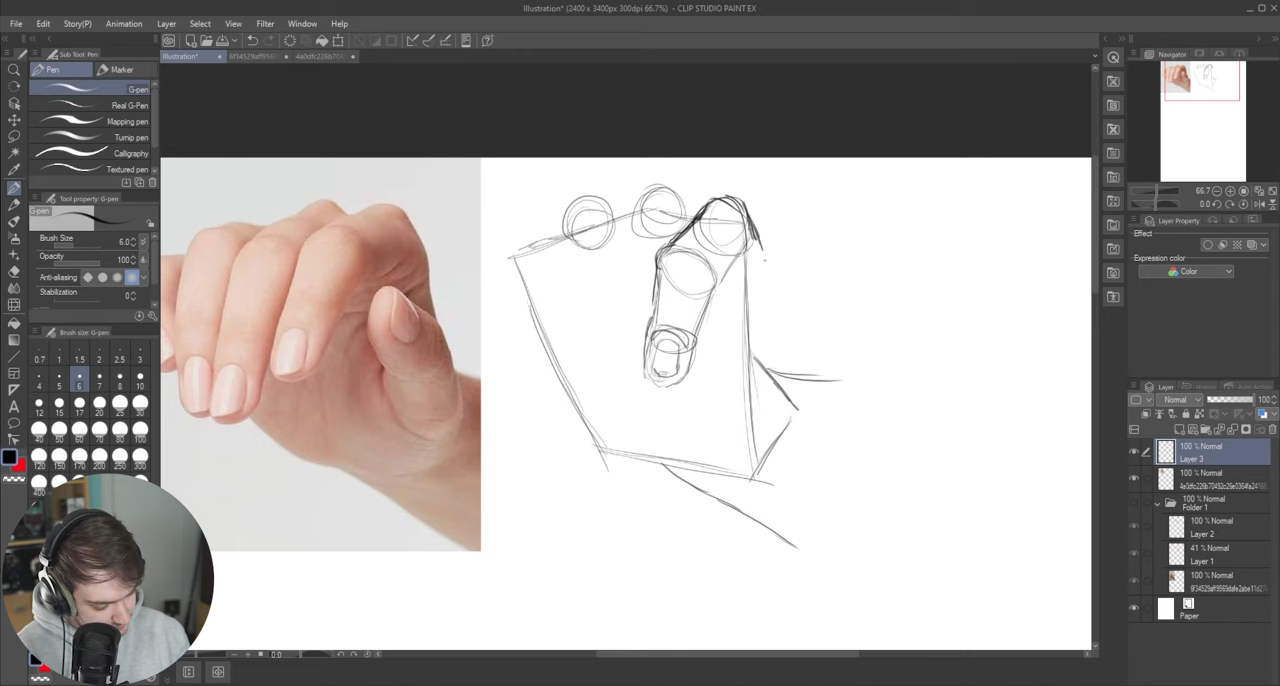 Illustration* (2400 x 3400px 300dpi 66.7%) - CLIP STUDIO PAINT EX
File Edit Story(P) Animation Layer Select View Filter Window Help
Sub Tool: Pen
Illustration*
Pen Marker
G-pen
Real G-Pen
Mapping pen
Turnip pen
Calligraphy
Textured pen
Tool property: G-pen
G-pen
Brush Size 6.0
Opacity 100
Anti-aliasing
Stabilization 0
Brush size: G-pen
0.7 1 1.5 2 2.5 3
4 5 6 7 8 10
12 15 17 20 25 30
40 50 60 70 80 100
120 150 170 200 250 300
400
Navigator
66.7
0.0
Layer Property
Effect
Expression color
Color
Layer History Auto Action
Normal 100
100 % Normal
Layer 3
100 % Normal
100 % Normal
Folder 1
100 % Normal
Layer 2
41 % Normal
Layer 1
100 % Normal
Paper
0.0